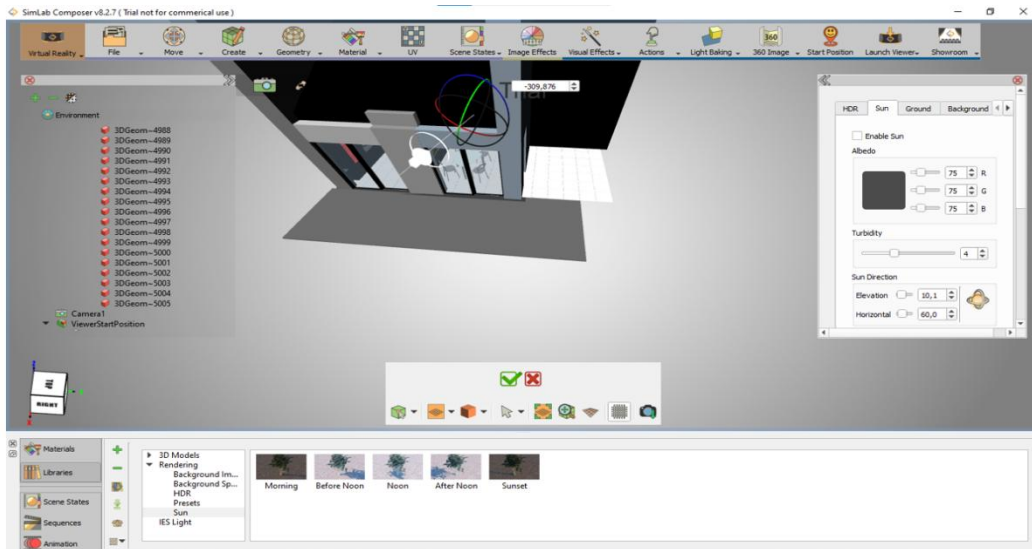 SimLab Composer v8.2.7 ( Trial not for commerical use )
Virtual Reality File Move Create Geometry Material UV Scene States Image Effects Visual Effects Actions Light Baking 360 Image Start Position Launch Viewer Showroom
360
-309,876
Trial
Environment
3DGeom~4988
3DGeom~4989
3DGeom~4990
3DGeom~4991
3DGeom~4992
3DGeom~4993
3DGeom~4994
3DGeom~4995
3DGeom~4996
3DGeom~4997
3DGeom~4998
3DGeom~4999
3DGeom~5000
3DGeom~5001
3DGeom~5002
3DGeom~5003
3DGeom~5004
3DGeom~5005
Camera1
ViewerStartPosition
HDR Sun Ground Background
Enable Sun
Albedo
75 R
75 G
75 B
Turbidity
4
Sun Direction
Elevation 10,1
Horizontal 60,0
RIGHT
Materials
Libraries
Scene States
Sequences
Animation
3D Models
Rendering
Background Im...
Background Sp...
HDR
Presets
Sun
IES Light
Morning Before Noon Noon After Noon Sunset